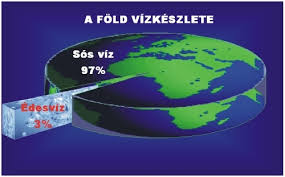 A FÖLD VÍZKÉSZLETE
Sós víz
97%
Édesvíz
3%